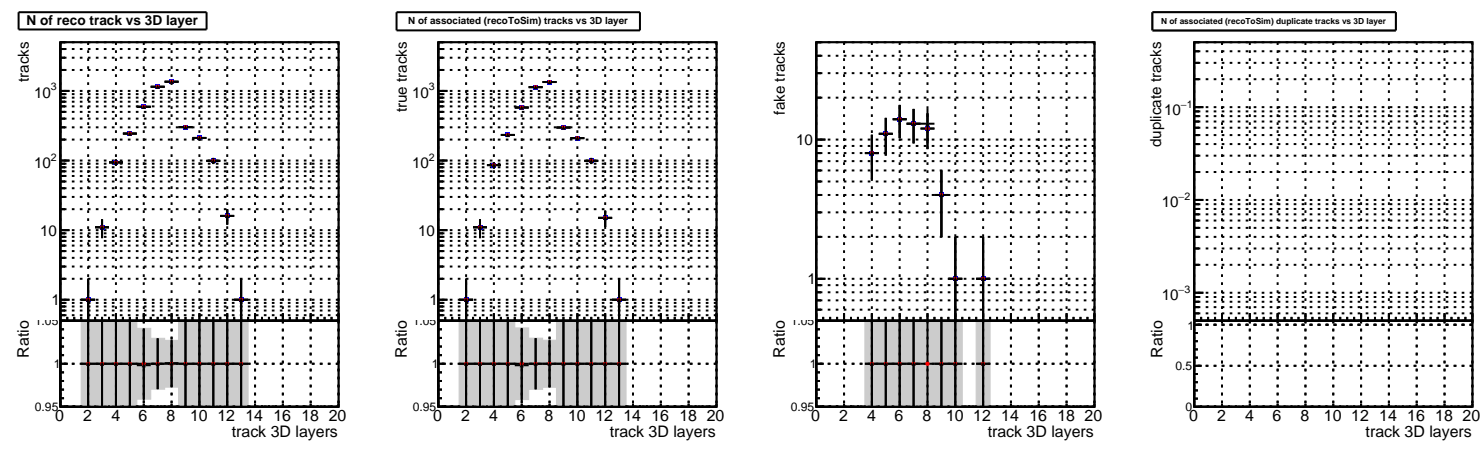 N of reco track vs 3D layer
tracks
10³
10²
10
1
Ratio
1.05
1
0.95
0 2 4 6 8 10 12 14 16 18 20
track 3D layers
N of associated (recoToSim) tracks vs 3D layer
true tracks
10³
10²
10
1
Ratio
1.05
1
0.95
0 2 4 6 8 10 12 14 16 18 20
track 3D layers
fake tracks
10
1
Ratio
1.05
1
0.95
0 2 4 6 8 10 12 14 16 18 20
track 3D layers
N of associated (recoToSim) duplicate tracks vs 3D layer
duplicate tracks
10⁻¹
10⁻²
10⁻³
Ratio
1
0.5
0
0 2 4 6 8 10 12 14 16 18 20
track 3D layers